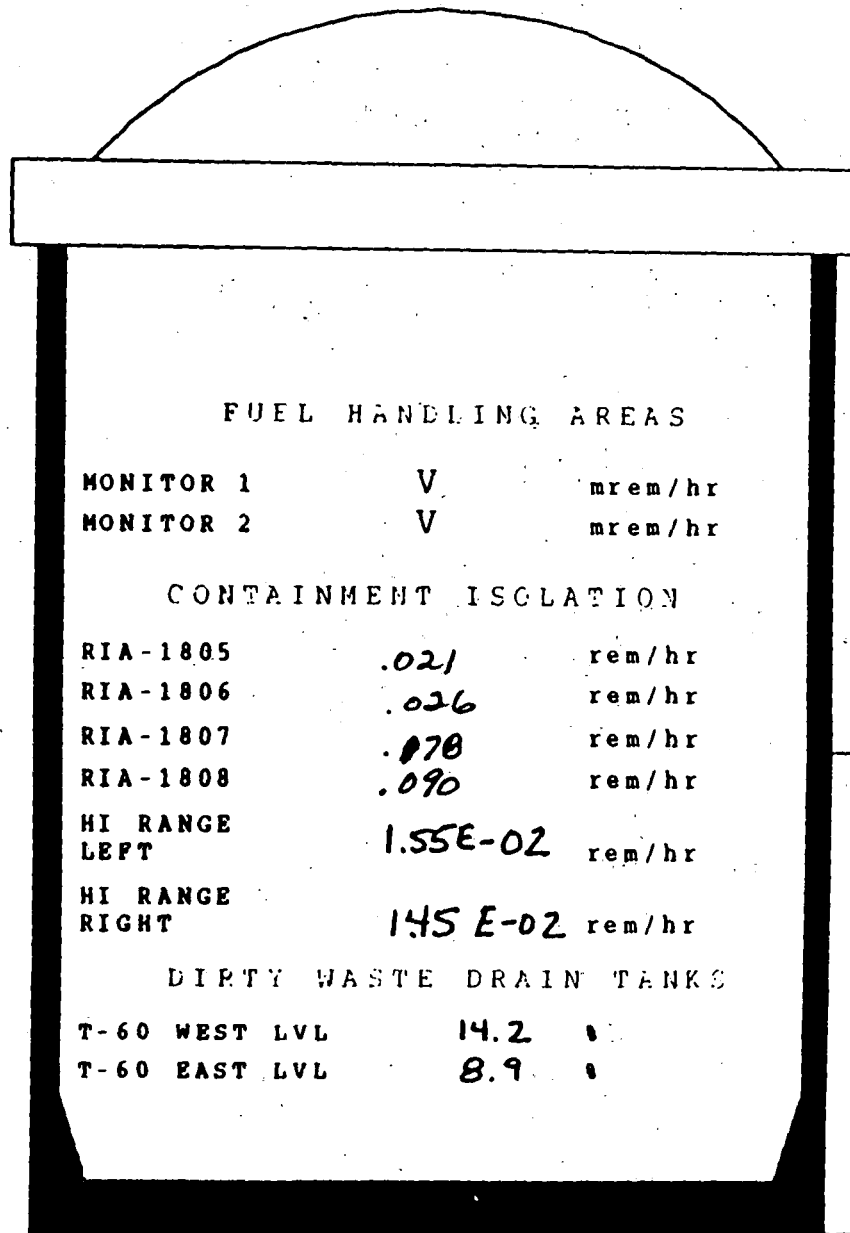 FUEL HANDLING AREAS
MONITOR 1 V mrem/hr
MONITOR 2 V mrem/hr
CONTAINMENT ISOLATION
RIA-1805 .021 rem/hr
RIA-1806 .026 rem/hr
RIA-1807 .078 rem/hr
RIA-1808 .090 rem/hr
HI RANGE
LEFT 1.55E-02 rem/hr
HI RANGE
RIGHT 1.45 E-02 rem/hr
DIRTY WASTE DRAIN TANKS
T-60 WEST LVL 14.2 %
T-60 EAST LVL 8.9 %